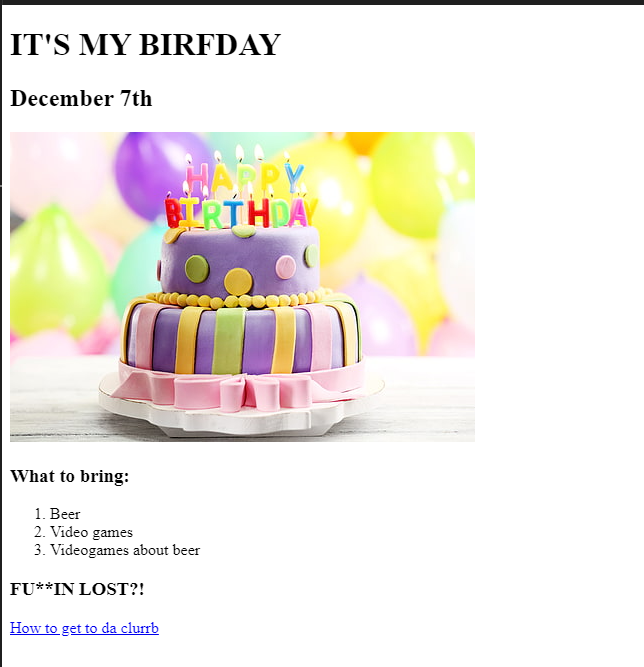 IT'S MY BIRFDAY
December 7th
HAPPY
BIRTHDAY
What to bring:
1. Beer
2. Video games
3. Videogames about beer
FU**IN LOST?!
How to get to da clurrb